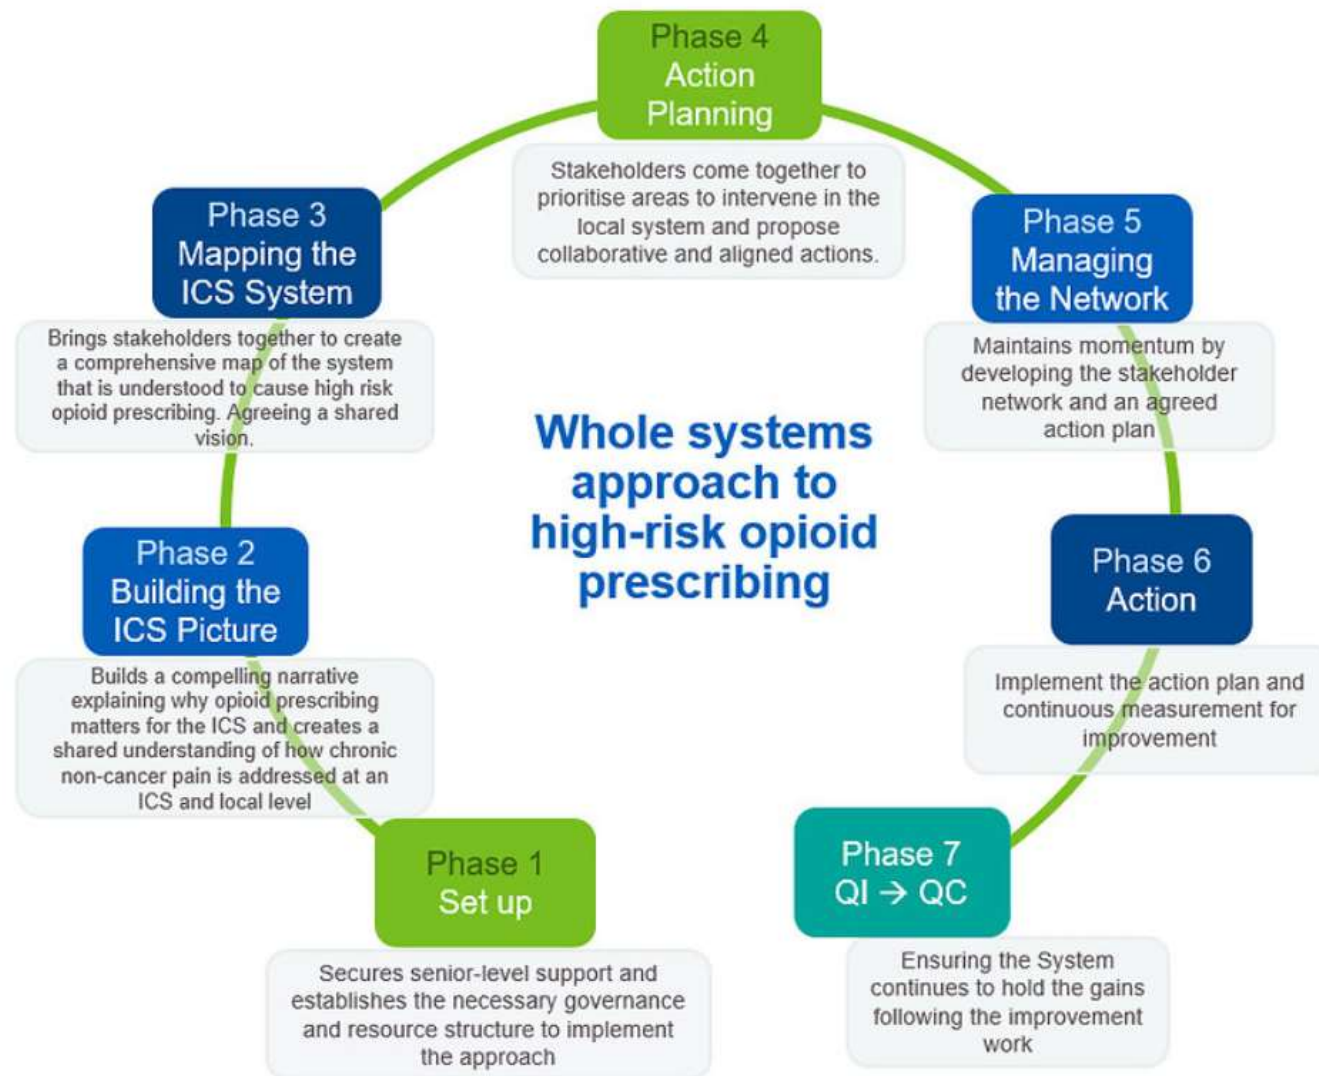 Phase 4
Action
Planning
Stakeholders come together to
prioritise areas to intervene in the
local system and propose
collaborative and aligned actions.
Phase 3
Mapping the
ICS System
Brings stakeholders together to create
a comprehensive map of the system
that is understood to cause high risk
opioid prescribing. Agreeing a shared
vision.
Phase 5
Managing
the Network
Maintains momentum by
developing the stakeholder
network and an agreed
action plan
Whole systems
approach to
high-risk opioid
prescribing
Phase 2
Building the
ICS Picture
Builds a compelling narrative
explaining why opioid prescribing
matters for the ICS and creates a
shared understanding of how chronic
non-cancer pain is addressed at an
ICS and local level
Phase 6
Action
Implement the action plan and
continuous measurement for
improvement
Phase 1
Set up
Secures senior-level support and
establishes the necessary governance
and resource structure to implement
the approach
Phase 7
QI → QC
Ensuring the System
continues to hold the gains
following the improvement
work